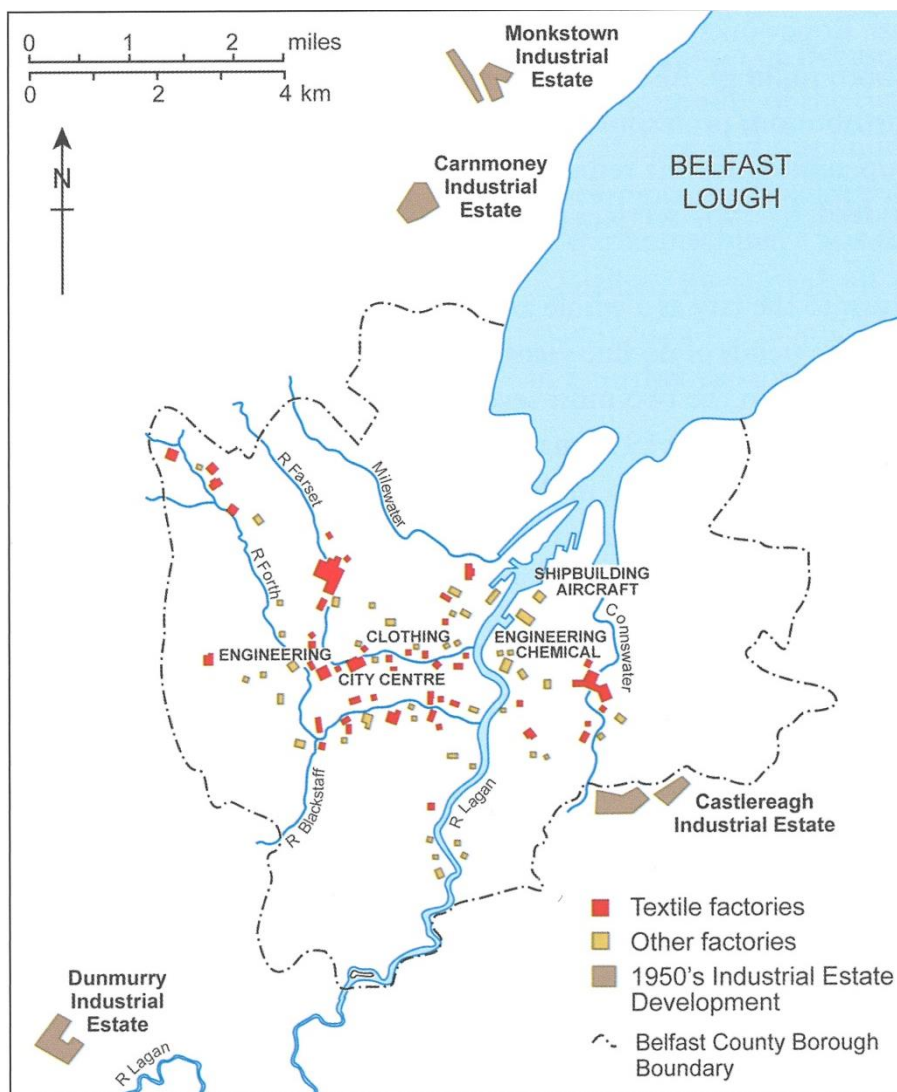 0 1 2 miles
0 2 4 km
N
Monkstown
Industrial
Estate
Carnmoney
Industrial
Estate
BELFAST
LOUGH
R Farset
Milewater
R Forth
SHIPBUILDING
AIRCRAFT
Connswater
CLOTHING
ENGINEERING
CHEMICAL
ENGINEERING
CITY CENTRE
R Blackstaff
R Lagan
Castlereagh
Industrial Estate
Textile factories
Other factories
1950's Industrial Estate
Development
Belfast County Borough
Boundary
Dunmurry
Industrial
Estate
R Lagan